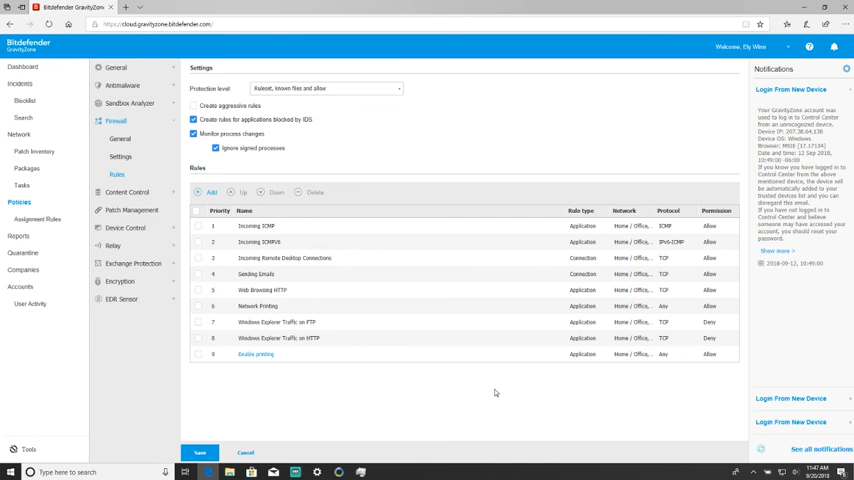 Bitdefender GravityZon
https://cloud.gravityzone.bitdefender.com/
Bitdefender
GravityZone
Welcome, Ely Winn
Dashboard
Incidents
Blocklist
Search
Network
Patch Inventory
Packages
Tasks
Policies
Assignment Rules
Reports
Quarantine
Companies
Accounts
User Activity
Tools
General
Antimalware
Sandbox Analyzer
Firewall
General
Settings
Rules
Content Control
Patch Management
Device Control
Relay
Exchange Protection
Encryption
EDR Sensor
Settings
Protection level: Ruleset, known files and allow
Create aggressive rules
Create rules for applications blocked by IDS
Monitor process changes
Ignore signed processes
Rules
Add Up Down Delete
Priority Name Rule type Network Protocol Permission
1 Incoming ICMP Application Home / Office,... ICMP Allow
2 Incoming ICMPV6 Application Home / Office,... IPv6-ICMP Allow
3 Incoming Remote Desktop Connections Connection Home / Office,... TCP Allow
4 Sending Emails Connection Home / Office,... TCP Allow
5 Web Browsing HTTP Application Home / Office,... TCP Allow
6 Network Printing Application Home / Office,... Any Allow
7 Windows Explorer Traffic on FTP Application Home / Office,... TCP Deny
8 Windows Explorer Traffic on HTTP Application Home / Office,... TCP Deny
9 Enable printing Application Home / Office,... Any Allow
Save Cancel
Notifications
Login From New Device
Your GravityZone account was
used to log in to Control Center
from an unrecognized device.
Device IP: 207.38.64.138
Device OS: Windows
Browser: MSIE (17.17134)
Date and time: 12 Sep 2018,
10:49:00 -06:00
If you know you have logged in
to Control Center from the above
mentioned device, the device will
be automatically added to your
trusted devices list and you can
disregard this email.
If you have not logged in to
Control Center and believe
someone may have accessed your
account, you should reset your
password.
Show more >
2018-09-12, 10:49:00
Login From New Device
Login From New Device
See all notifications
Type here to search
11:47 AM
9/20/2018